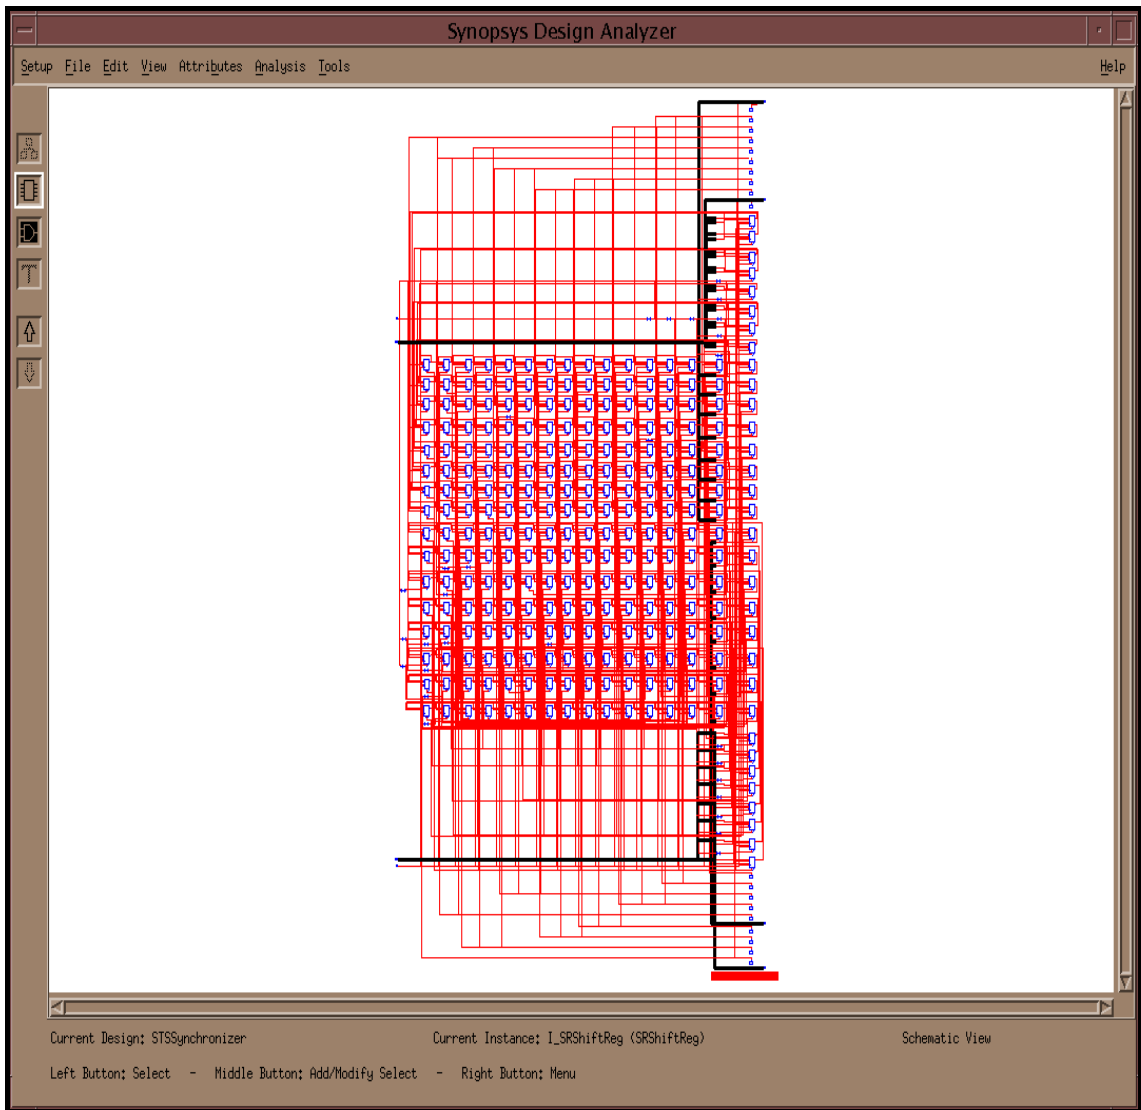 Synopsys Design Analyzer
Setup File Edit View Attributes Analysis Tools Help
Current Design: STSSynchronizer Current Instance: I_SRShiftReg (SRShiftReg) Schematic View
Left Button: Select - Middle Button: Add/Modify Select - Right Button: Menu